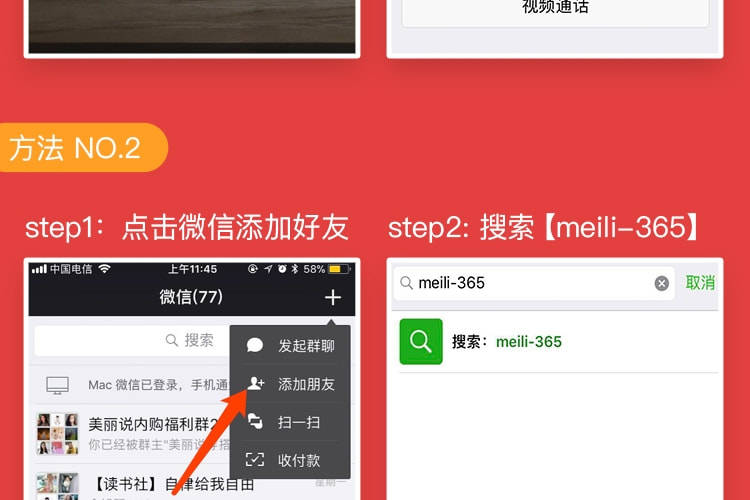 视频通话
方法 NO.2
step1：点击微信添加好友
step2: 搜索【meili-365】
中国电信
上午11:45
58%
微信(77)
搜索
发起群聊
添加朋友
扫一扫
收付款
Mac 微信已登录，手机通
美丽说内购福利群2
你已经被群主"美丽说
【读书社】自律给我自由
星期一
meili-365
取消
搜索：meili-365